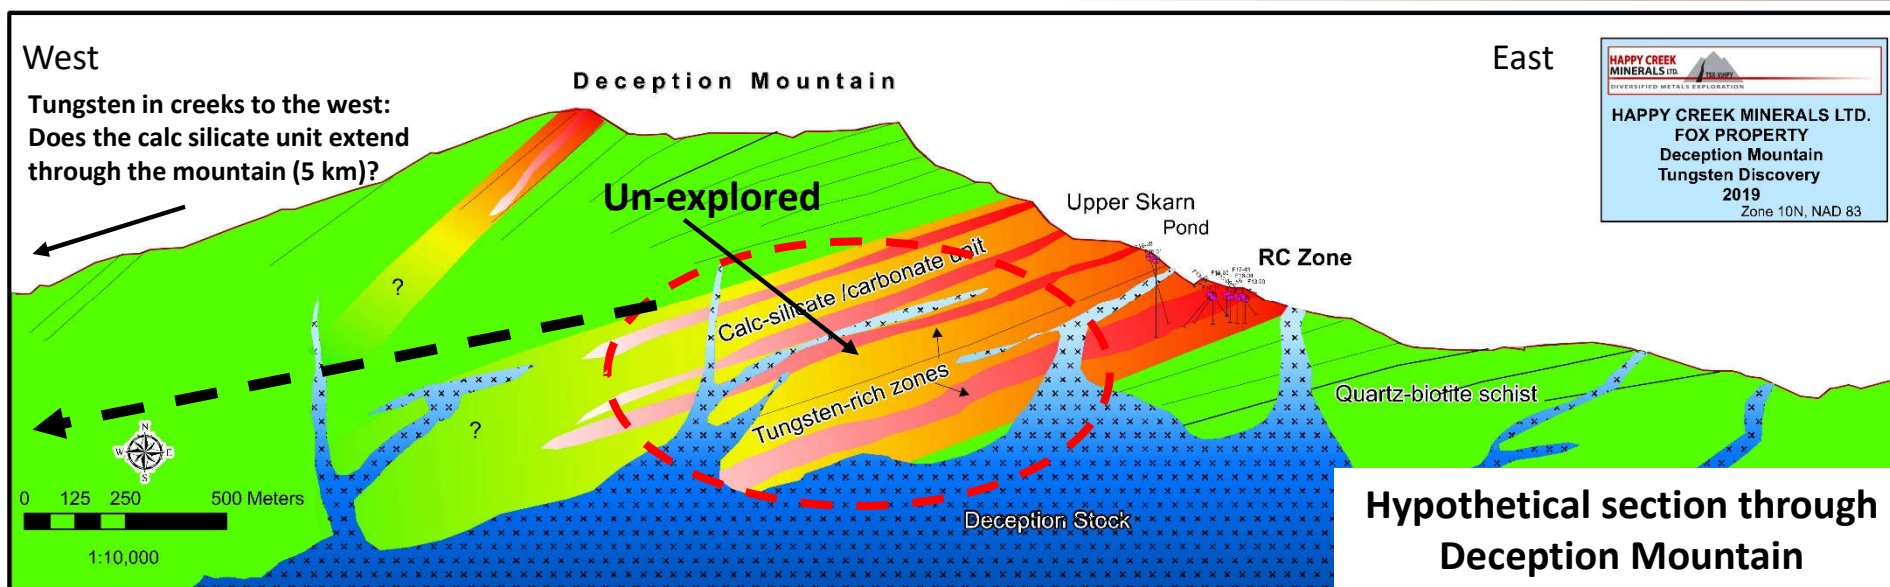 West
East
Deception Mountain
Tungsten in creeks to the west:
Does the calc silicate unit extend
through the mountain (5 km)?
HAPPY CREEK
MINERALS LTD.
DIVERSIFIED METALS EXPLORATION
HAPPY CREEK MINERALS LTD.
FOX PROPERTY
Deception Mountain
Tungsten Discovery
2019
Zone 10N, NAD 83
Un-explored
Upper Skarn
Pond
RC Zone
Calc-silicate /carbonate unit
?
Tungsten-rich zones
?
Quartz-biotite schist
N
W E
S
0 125 250 500 Meters
1:10,000
Deception Stock
Hypothetical section through
Deception Mountain